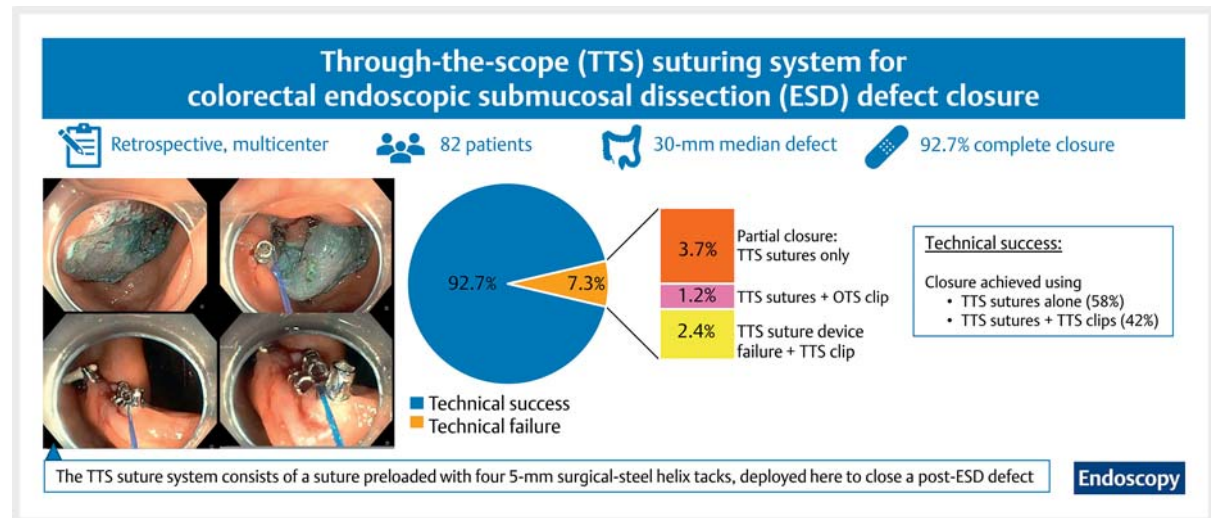 Through-the-scope (TTS) suturing system for
colorectal endoscopic submucosal dissection (ESD) defect closure
Retrospective, multicenter
82 patients
30-mm median defect
92.7% complete closure
92.7%
7.3%
Technical success
Technical failure
3.7%
Partial closure:
TTS sutures only
1.2%
TTS sutures + OTS clip
2.4%
TTS suture device
failure + TTS clip
Technical success:
Closure achieved using
• TTS sutures alone (58%)
• TTS sutures + TTS clips (42%)
The TTS suture system consists of a suture preloaded with four 5-mm surgical-steel helix tacks, deployed here to close a post-ESD defect
Endoscopy